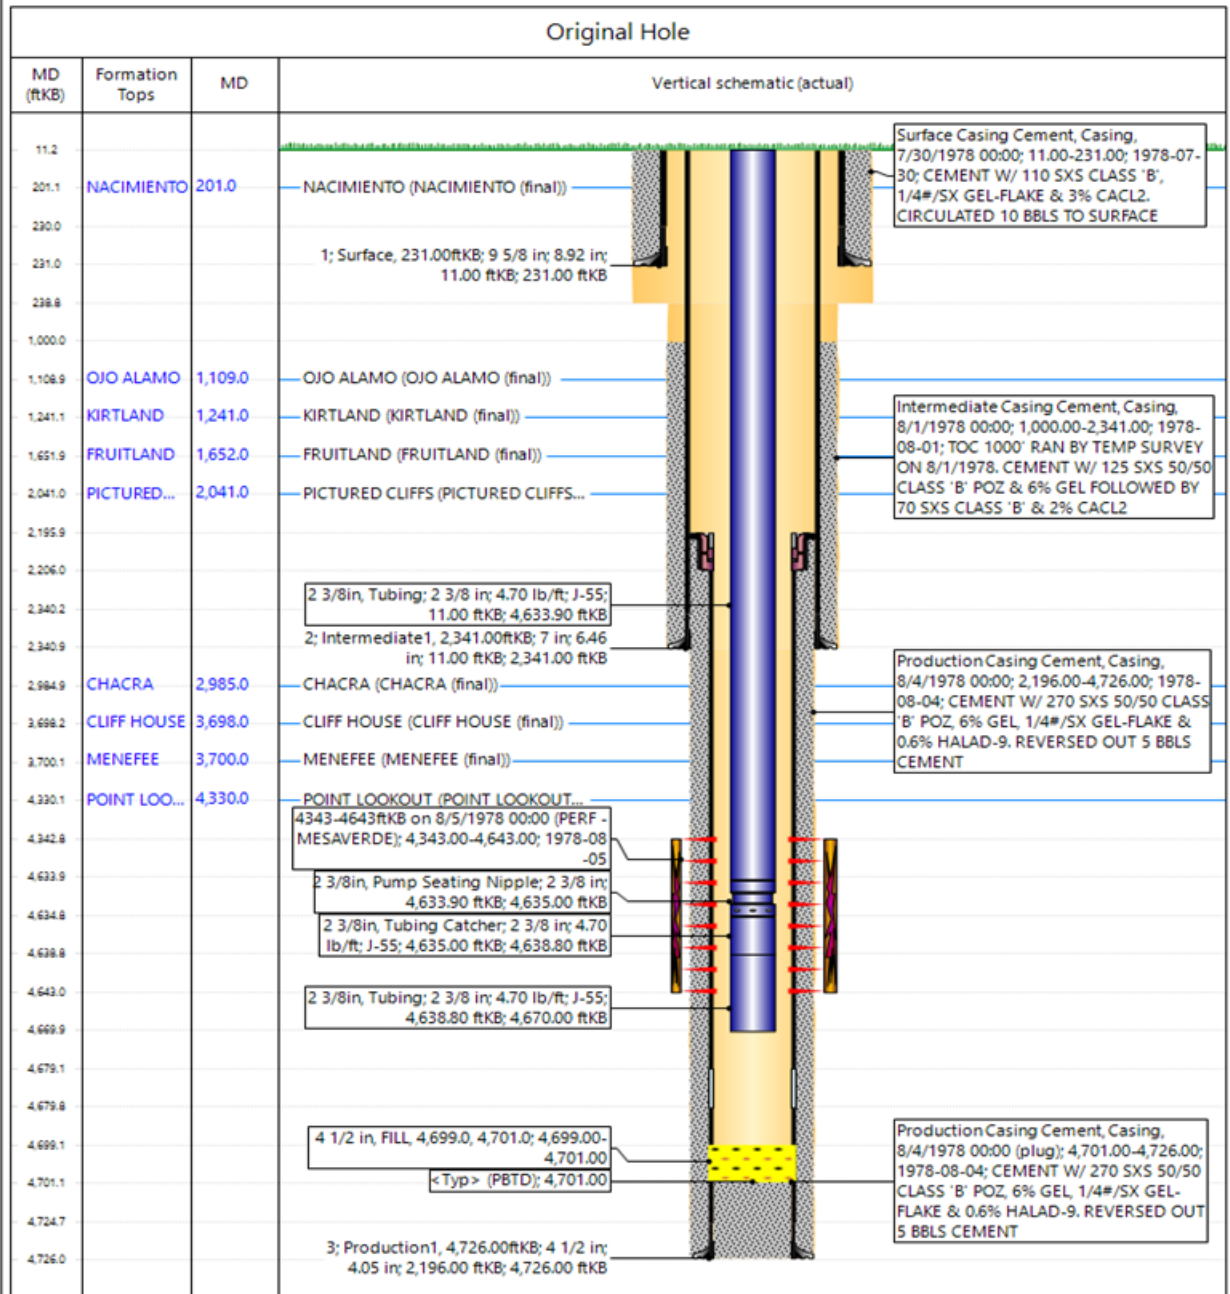 Original Hole
MD
(ftKB)
Formation
Tops
MD
Vertical schematic (actual)
11.2
201.1
230.0
231.0
238.8
1,000.0
1,108.9
1,241.1
1,651.9
2,041.0
2,195.9
2,206.0
2,340.2
2,340.9
2,984.9
3,698.2
3,700.1
4,330.1
4,342.8
4,633.9
4,634.8
4,638.8
4,643.0
4,669.9
4,679.1
4,679.8
4,699.1
4,701.1
4,724.7
4,726.0
NACIMIENTO 201.0
OJO ALAMO 1,109.0
KIRTLAND 1,241.0
FRUITLAND 1,652.0
PICTURED... 2,041.0
CHACRA 2,985.0
CLIFF HOUSE 3,698.0
MENEFEE 3,700.0
POINT LOO... 4,330.0
NACIMIENTO (NACIMIENTO (final))
1; Surface, 231.00ftKB; 9 5/8 in; 8.92 in;
11.00 ftKB; 231.00 ftKB
OJO ALAMO (OJO ALAMO (final))
KIRTLAND (KIRTLAND (final))
FRUITLAND (FRUITLAND (final))
PICTURED CLIFFS (PICTURED CLIFFS...
2 3/8in, Tubing; 2 3/8 in; 4.70 lb/ft; J-55;
11.00 ftKB; 4,633.90 ftKB
2; Intermediate1, 2,341.00ftKB; 7 in; 6.46
in; 11.00 ftKB; 2,341.00 ftKB
CHACRA (CHACRA (final))
CLIFF HOUSE (CLIFF HOUSE (final))
MENEFEE (MENEFEE (final))
POINT LOOKOUT (POINT LOOKOUT...
4343-4643ftKB on 8/5/1978 00:00 (PERF -
MESAVERDE); 4,343.00-4,643.00; 1978-08
-05
2 3/8in, Pump Seating Nipple; 2 3/8 in;
4,633.90 ftKB; 4,635.00 ftKB
2 3/8in, Tubing Catcher; 2 3/8 in; 4.70
lb/ft; J-55; 4,635.00 ftKB; 4,638.80 ftKB
2 3/8in, Tubing; 2 3/8 in; 4.70 lb/ft; J-55;
4,638.80 ftKB; 4,670.00 ftKB
4 1/2 in, FILL, 4,699.0, 4,701.0; 4,699.00-
4,701.00
<Typ> (PBTD); 4,701.00
3; Production1, 4,726.00ftKB; 4 1/2 in;
4.05 in; 2,196.00 ftKB; 4,726.00 ftKB
Surface Casing Cement, Casing,
7/30/1978 00:00; 11.00-231.00; 1978-07-
30; CEMENT W/ 110 SXS CLASS 'B',
1/4#/SX GEL-FLAKE & 3% CACL2.
CIRCULATED 10 BBLS TO SURFACE
Intermediate Casing Cement, Casing,
8/1/1978 00:00; 1,000.00-2,341.00; 1978-
08-01; TOC 1000' RAN BY TEMP SURVEY
ON 8/1/1978. CEMENT W/ 125 SXS 50/50
CLASS 'B' POZ & 6% GEL FOLLOWED BY
70 SXS CLASS 'B' & 2% CACL2
Production Casing Cement, Casing,
8/4/1978 00:00; 2,196.00-4,726.00; 1978-
08-04; CEMENT W/ 270 SXS 50/50 CLASS
'B' POZ, 6% GEL, 1/4#/SX GEL-FLAKE &
0.6% HALAD-9. REVERSED OUT 5 BBLS
CEMENT
Production Casing Cement, Casing,
8/4/1978 00:00 (plug); 4,701.00-4,726.00;
1978-08-04; CEMENT W/ 270 SXS 50/50
CLASS 'B' POZ, 6% GEL, 1/4#/SX GEL-
FLAKE & 0.6% HALAD-9. REVERSED OUT
5 BBLS CEMENT